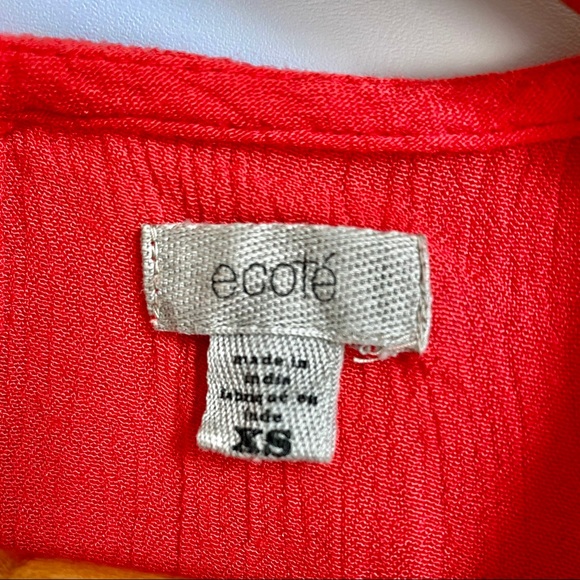 ecoté
made in
india
fabriqué en
inde
XS